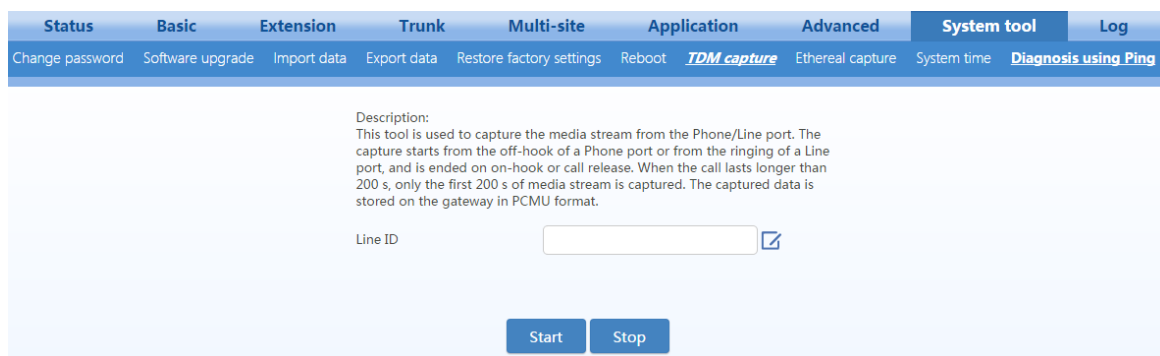 Status Basic Extension Trunk Multi-site Application Advanced System tool Log
Change password Software upgrade Import data Export data Restore factory settings Reboot TDM capture Ethereal capture System time Diagnosis using Ping
Description:
This tool is used to capture the media stream from the Phone/Line port. The
capture starts from the off-hook of a Phone port or from the ringing of a Line
port, and is ended on on-hook or call release. When the call lasts longer than
200 s, only the first 200 s of media stream is captured. The captured data is
stored on the gateway in PCMU format.
Line ID
Start Stop